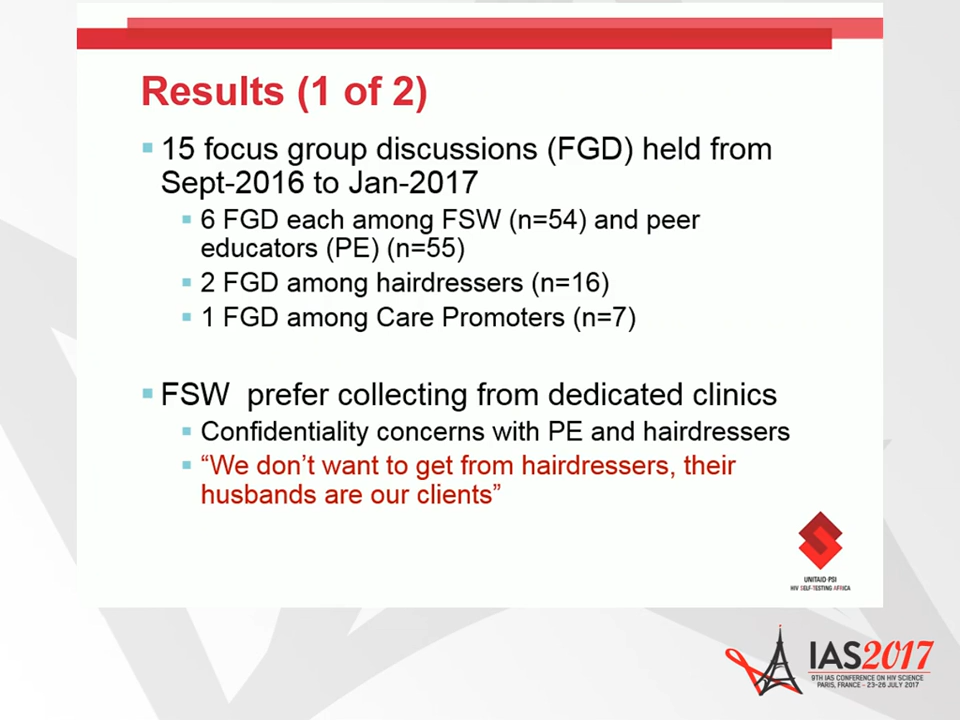 Results (1 of 2)
15 focus group discussions (FGD) held from
Sept-2016 to Jan-2017
6 FGD each among FSW (n=54) and peer
educators (PE) (n=55)
2 FGD among hairdressers (n=16)
1 FGD among Care Promoters (n=7)
FSW prefer collecting from dedicated clinics
Confidentiality concerns with PE and hairdressers
“We don’t want to get from hairdressers, their
husbands are our clients”
UNITAID PSI
HIV SELF-TESTING AFRICA
IAS2017
9TH IAS CONFERENCE ON HIV SCIENCE
PARIS, FRANCE - 23-26 JULY 2017